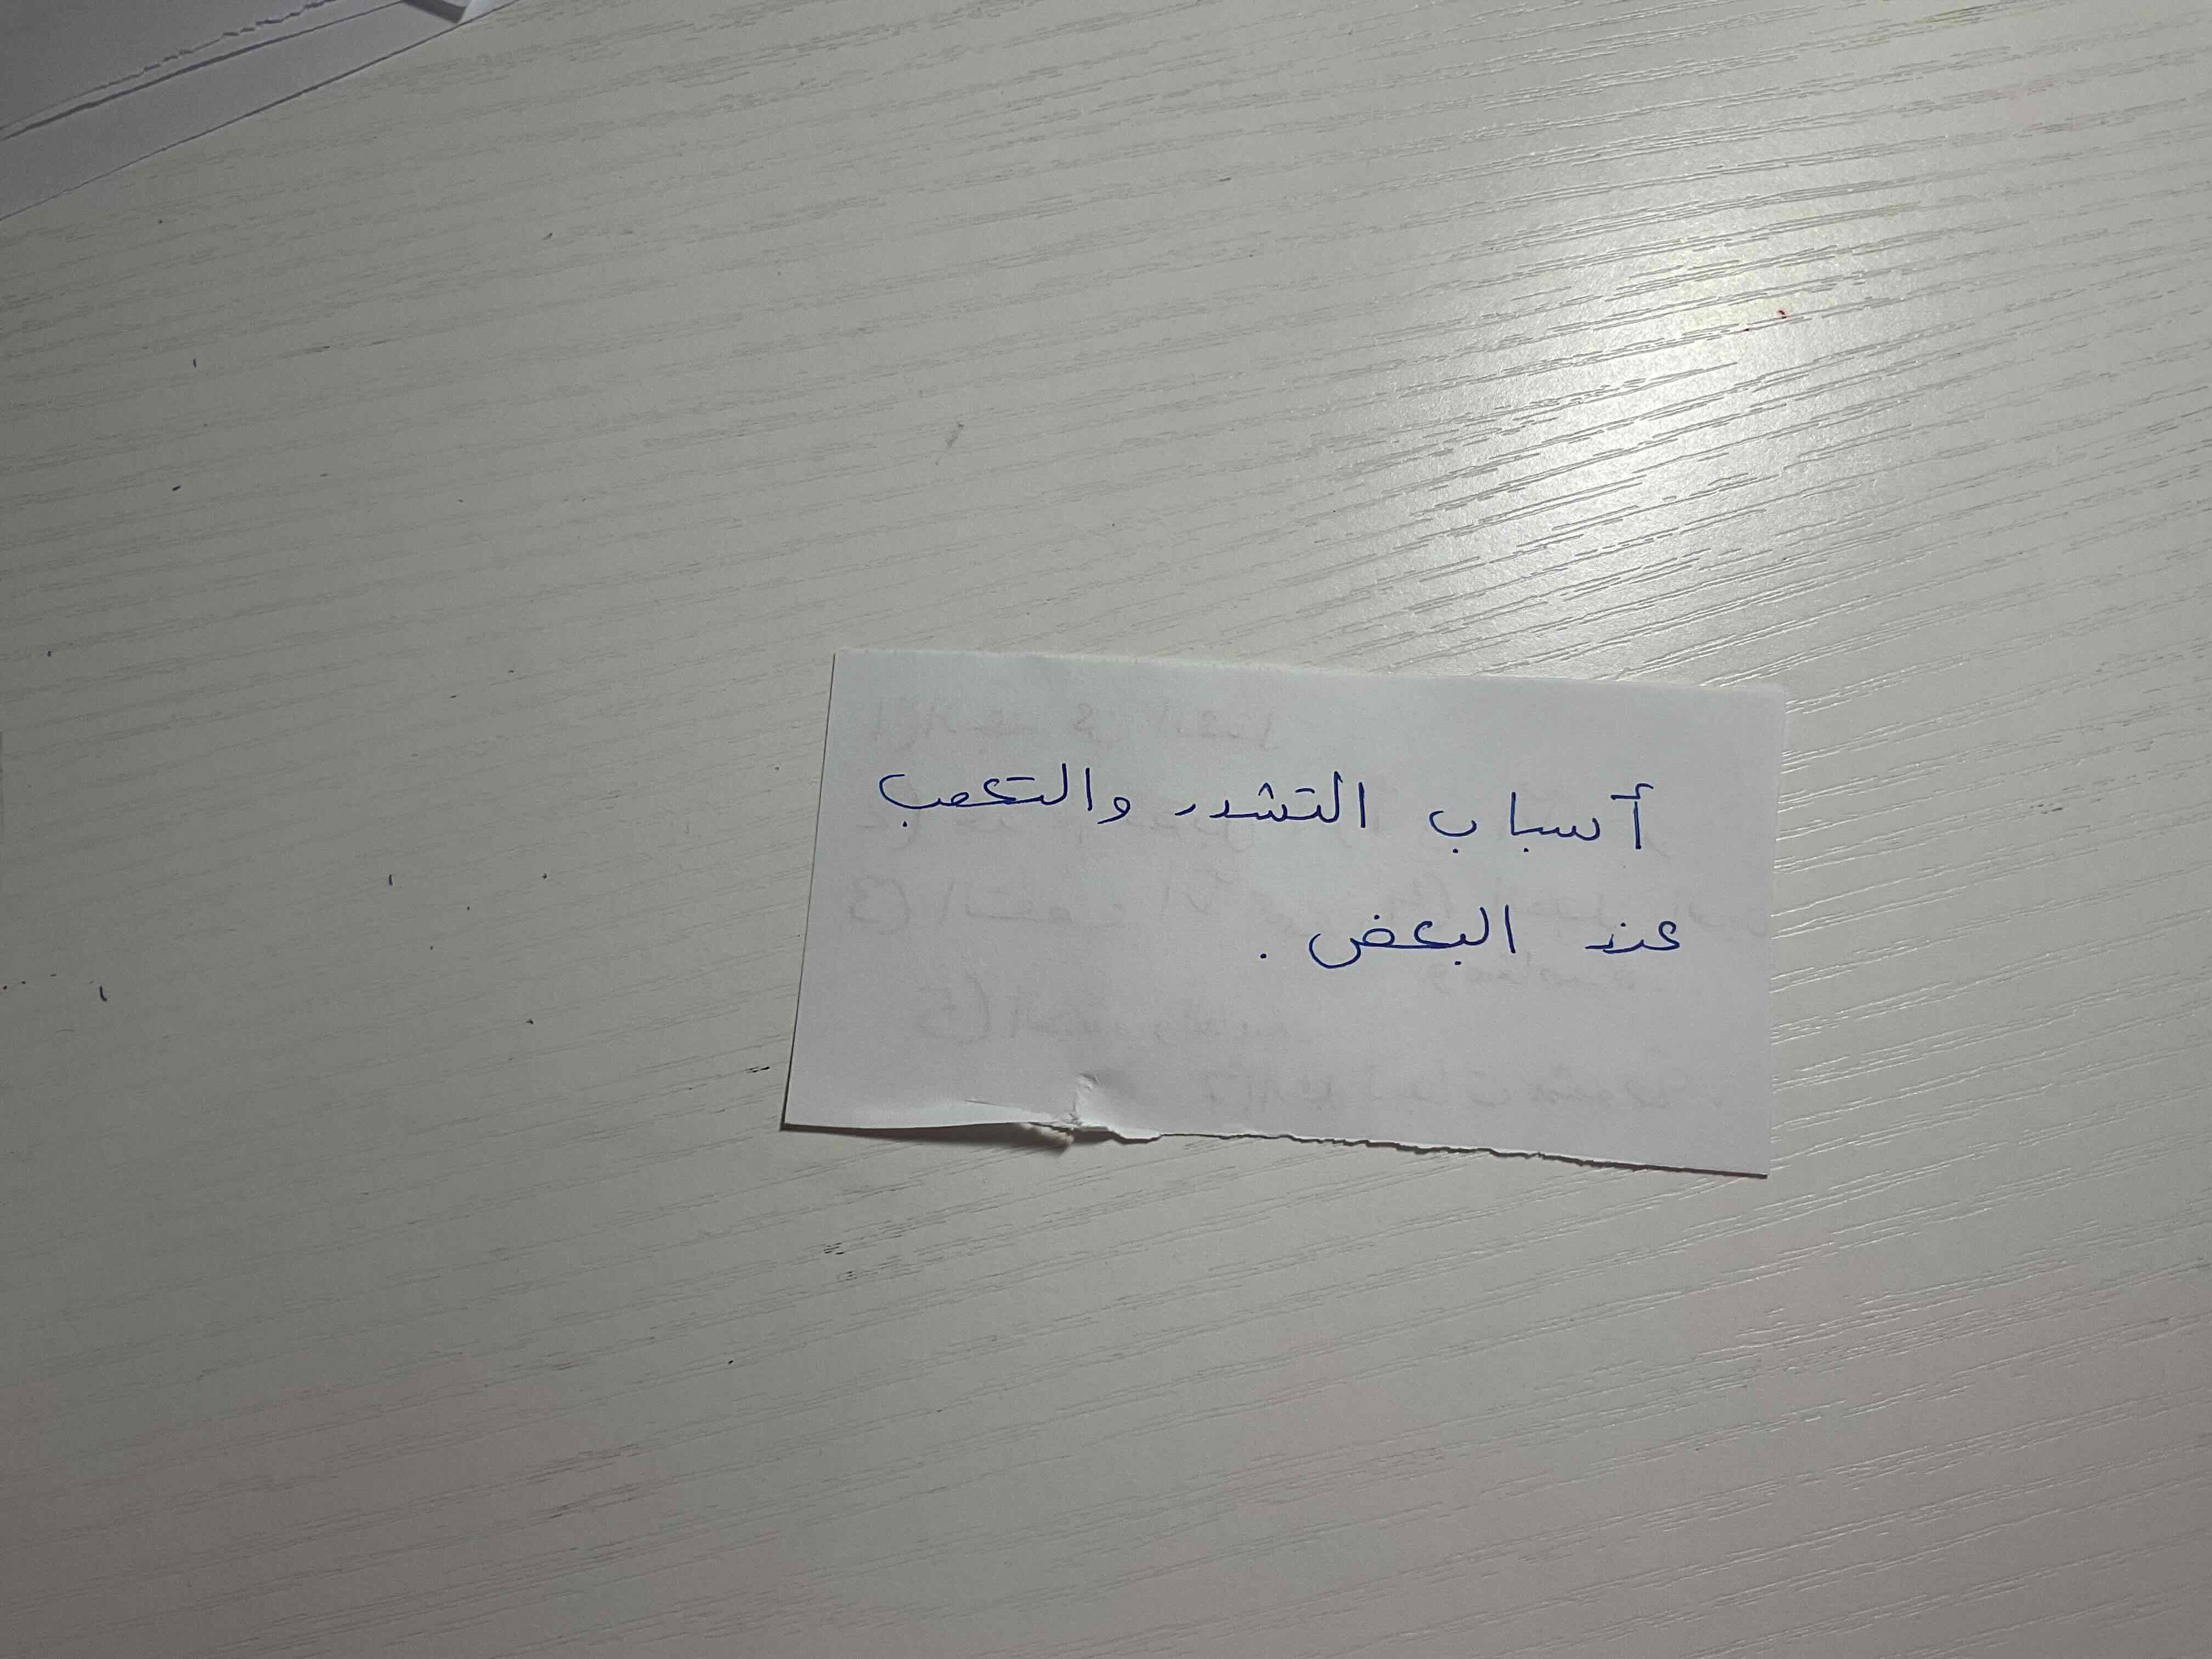 أسباب التشدد والتعصب
عند البعض .